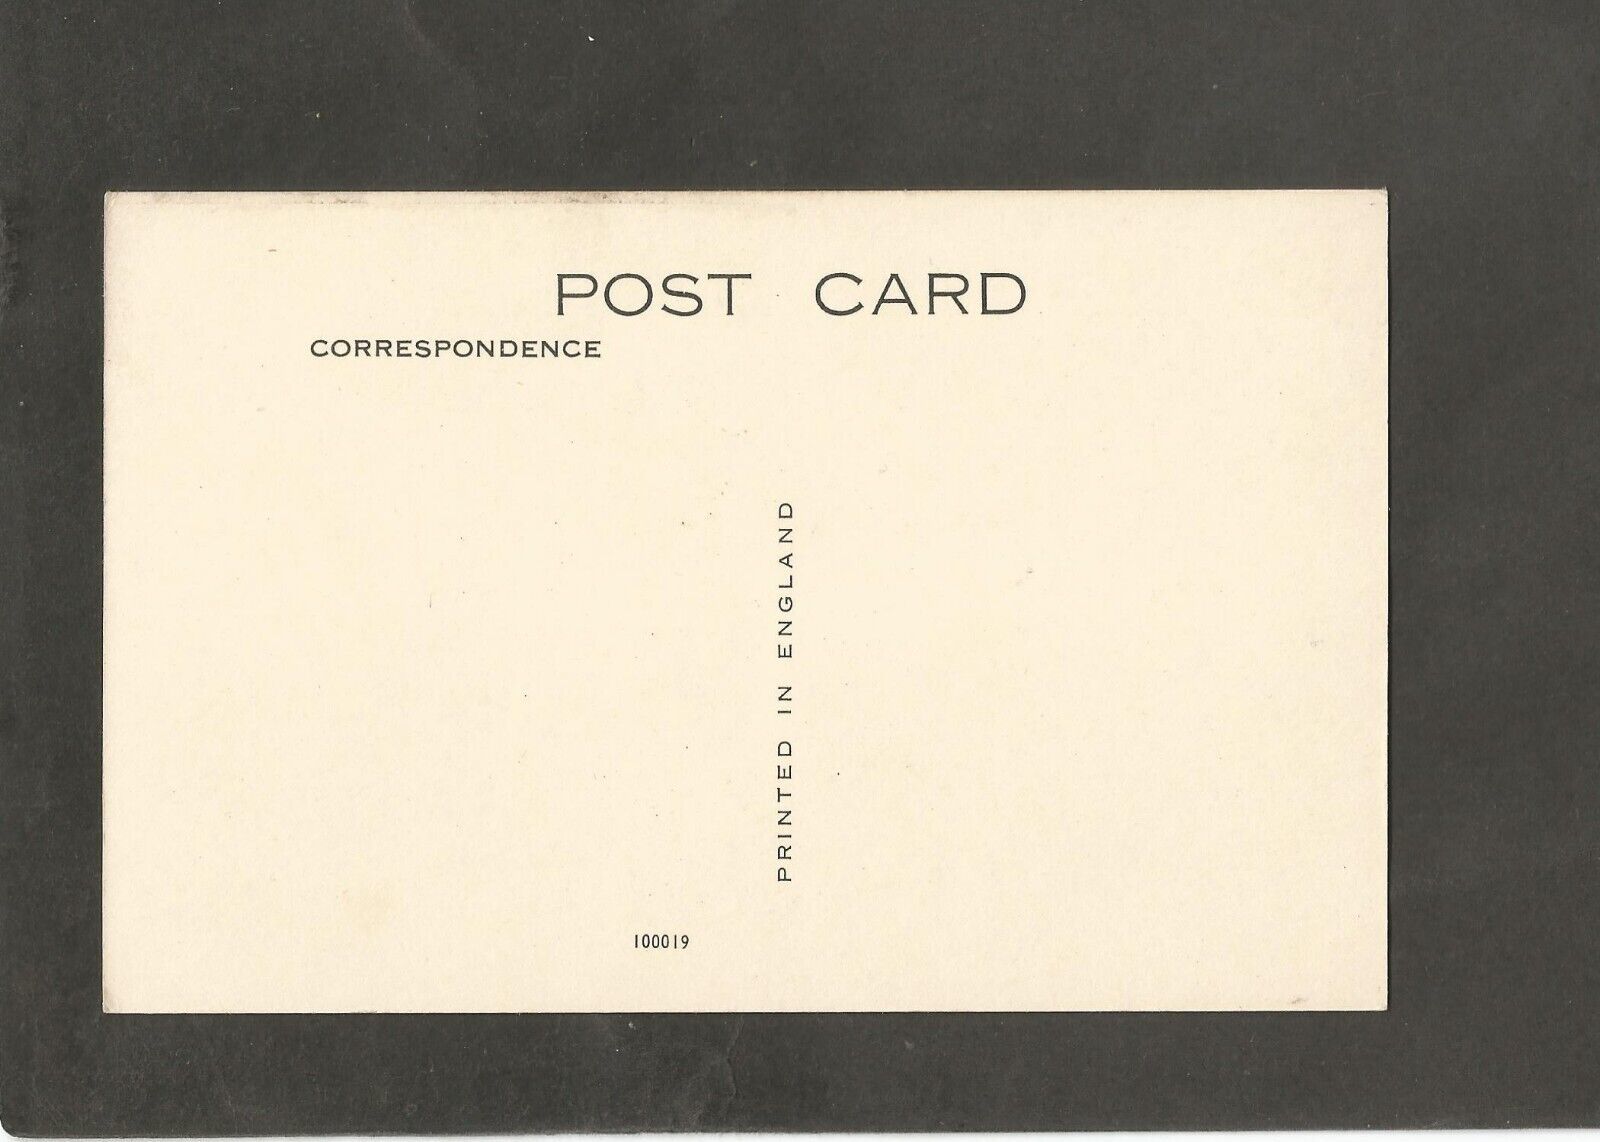 POST CARD
CORRESPONDENCE
PRINTED IN ENGLAND
100019